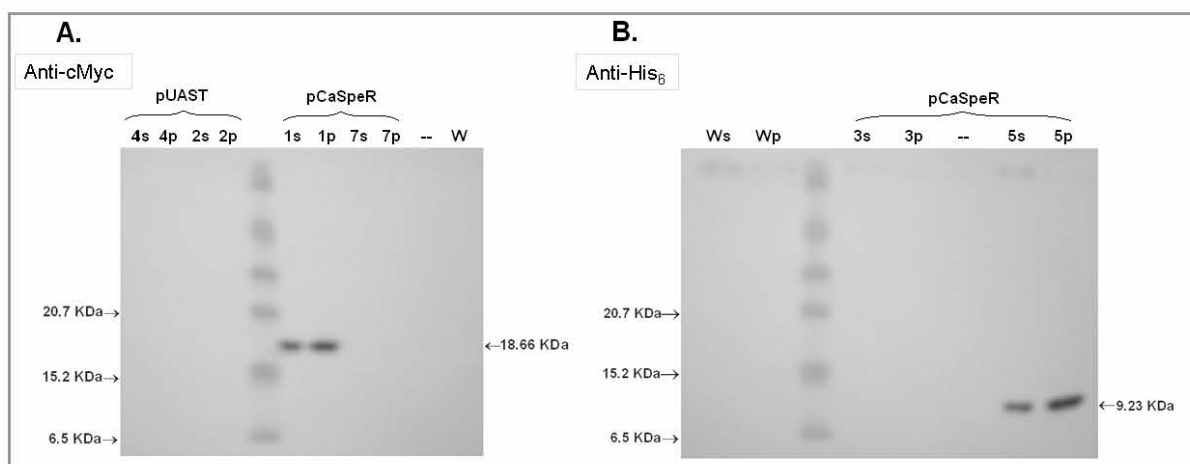 A.
Anti-cMyc
pUAST
pCaSpeR
4s 4p 2s 2p 1s 1p 7s 7p -- W
20.7 KDa→
←18.66 KDa
15.2 KDa→
6.5 KDa→
B.
Anti-His₆
pCaSpeR
Ws Wp 3s 3p -- 5s 5p
20.7 KDa→
15.2 KDa→
←9.23 KDa
6.5 KDa→